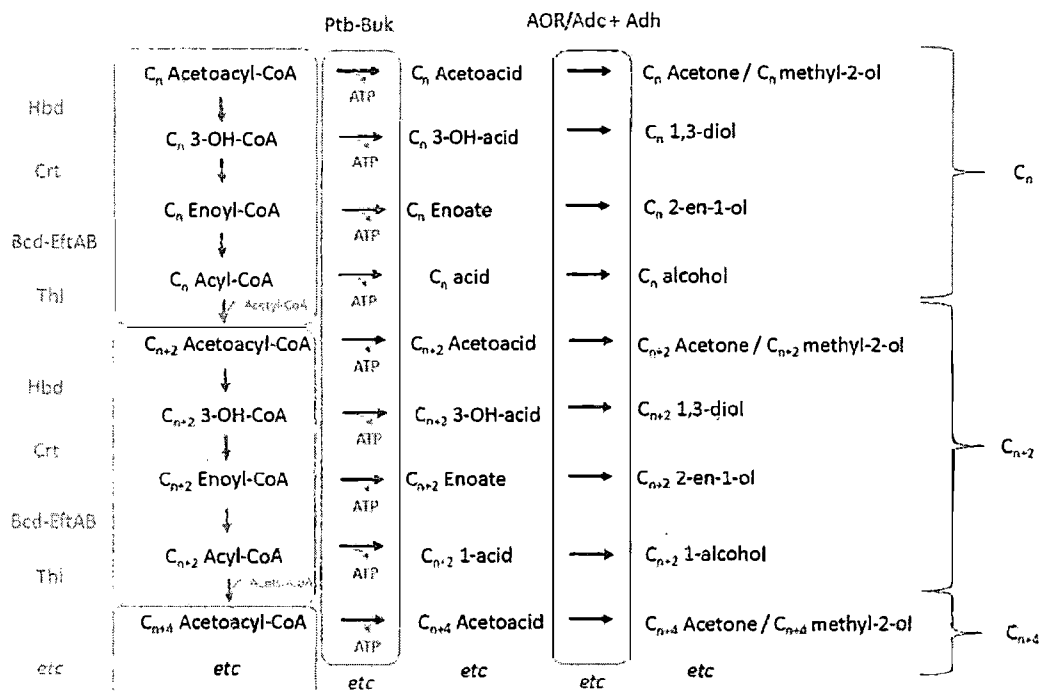 Ptb-Buk AOR/Adc + Adh
Cn Acetoacyl-CoA Cn Acetoacid Cn Acetone / Cn methyl-2-ol
ATP
Hbd
Cn 3-OH-CoA Cn 3-OH-acid Cn 1,3-diol
ATP
Crt
Cn Enoyl-CoA Cn Enoate Cn 2-en-1-ol
ATP
Cn
Bcd-EftAB
Cn Acyl-CoA Cn acid Cn alcohol
ATP
Thl
Acetyl-CoA
Cn+2 Acetoacyl-CoA Cn+2 Acetoacid Cn+2 Acetone / Cn+2 methyl-2-ol
ATP
Hbd
Cn+2 3-OH-CoA Cn+2 3-OH-acid Cn+2 1,3-diol
ATP
Crt
Cn+2
Cn+2 Enoyl-CoA Cn+2 Enoate Cn+2 2-en-1-ol
ATP
Bcd-EftAB
Cn+2 Acyl-CoA Cn+2 1-acid Cn+2 1-alcohol
ATP
Thl
Acetyl-CoA
Cn+4 Acetoacyl-CoA Cn+4 Acetoacid Cn+4 Acetone / Cn+4 methyl-2-ol
Cn+4
ATP
etc etc etc etc etc etc